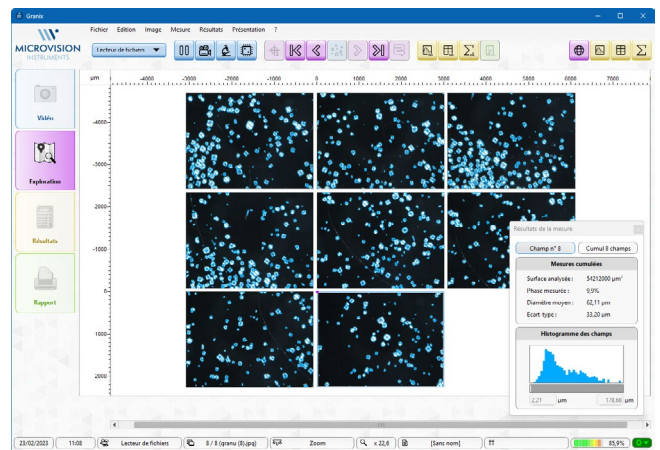 Granix
Fichier Edition Image Mesure Résultats Présentation ?
MICROVISION
INSTRUMENTS
Lecteur de fichiers
µm
-4000 -3000 -2000 -1000 0 1000 2000 3000 4000 5000 6000 7000
-4000
-3000
-2000
-1000
0
1000
2000
Vidéo
Exploration
Résultats
Rapport
Résultats de la mesure
Champ n° 8 Cumul 8 champs
Mesures cumulées
Surface analysée : 34212000 µm²
Phase mesurée : 9,9%
Diamètre moyen : 62,11 µm
Ecart type : 33,20 µm
Histogramme des champs
2,21 µm 178,60 µm
23/02/2023 11:08 Lecteur de fichiers 8 / 8 (granu (8).jpg) Zoom x 22,6 [Sans nom] 85,9%